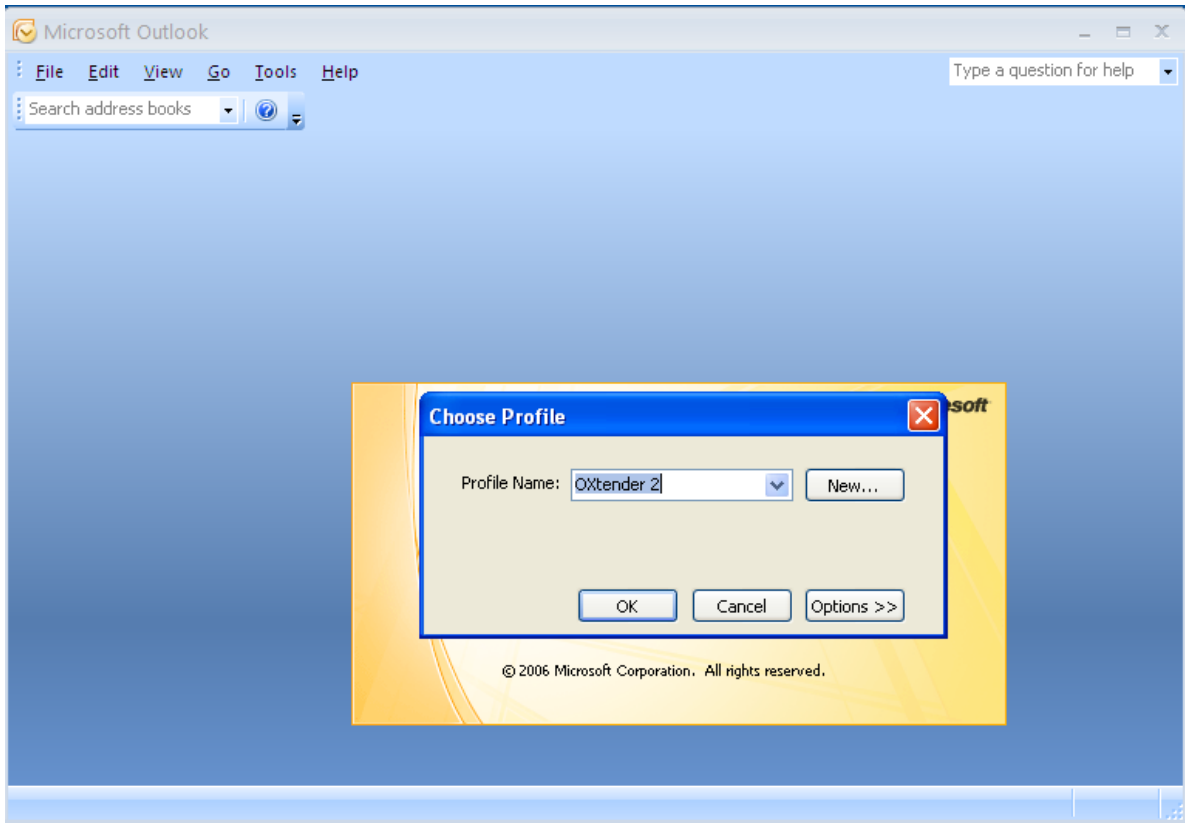 Microsoft Outlook
File Edit View Go Tools Help
Type a question for help
Search address books
soft
Choose Profile
Profile Name: OXtender 2 New...
OK Cancel Options >>
© 2006 Microsoft Corporation. All rights reserved.